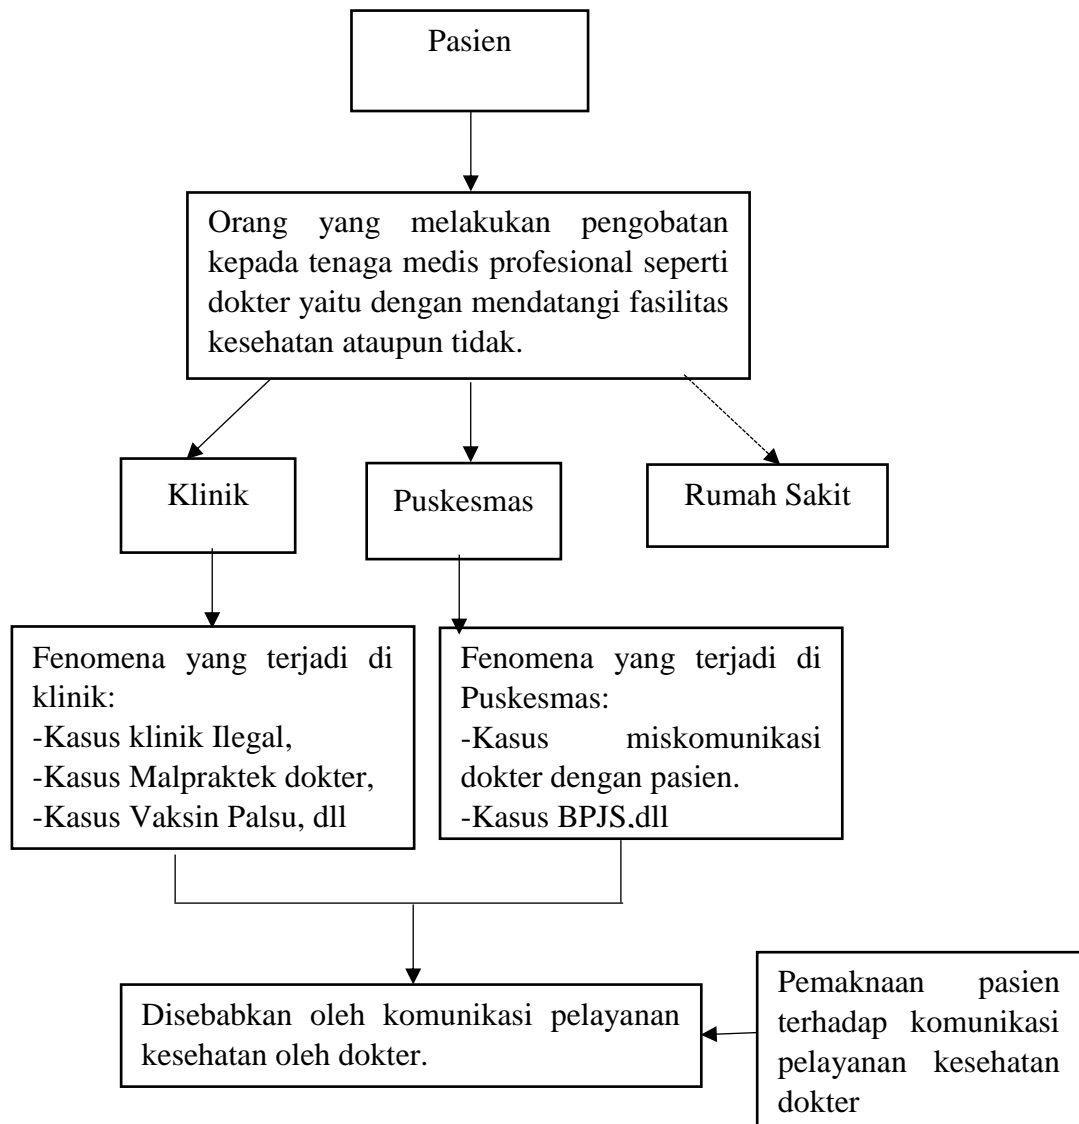 Pasien
Orang yang melakukan pengobatan
kepada tenaga medis profesional seperti
dokter yaitu dengan mendatangi fasilitas
kesehatan ataupun tidak.
Klinik
Puskesmas
Rumah Sakit
Fenomena yang terjadi di
klinik:
-Kasus klinik Ilegal,
-Kasus Malpraktek dokter,
-Kasus Vaksin Palsu, dll
Fenomena yang terjadi di
Puskesmas:
-Kasus miskomunikasi
dokter dengan pasien.
-Kasus BPJS,dll
Disebabkan oleh komunikasi pelayanan
kesehatan oleh dokter.
Pemaknaan pasien
terhadap komunikasi
pelayanan kesehatan
dokter